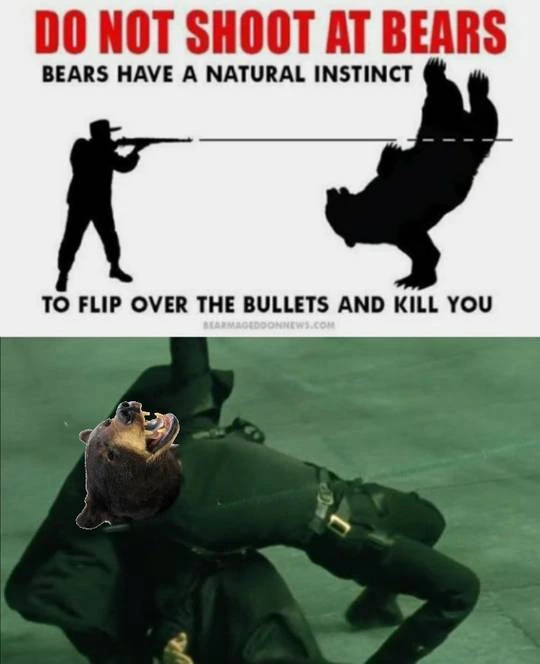 DO NOT SHOOT AT BEARS
BEARS HAVE A NATURAL INSTINCT
TO FLIP OVER THE BULLETS AND KILL YOU
BEARMAGEDDONNEWS.COM